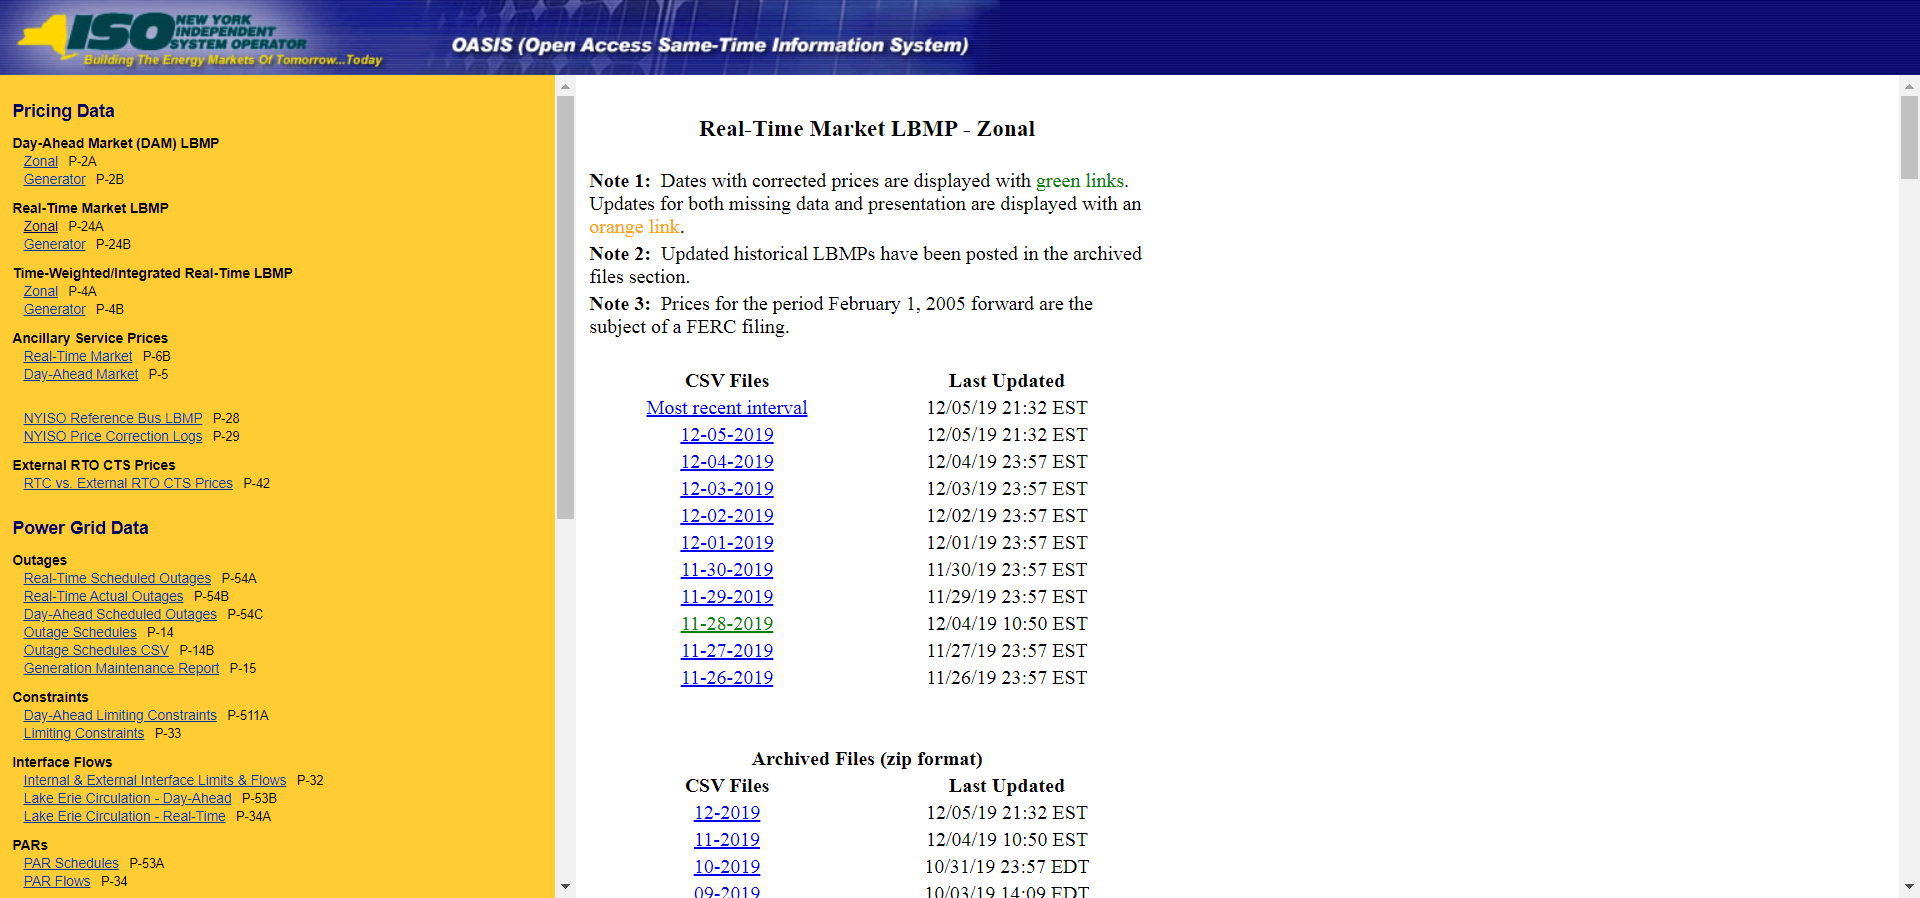 ISO NEW YORK
INDEPENDENT
SYSTEM OPERATOR
Building The Energy Markets Of Tomorrow...Today
OASIS (Open Access Same-Time Information System)
Pricing Data
Day-Ahead Market (DAM) LBMP
Zonal P-2A
Generator P-2B
Real-Time Market LBMP
Zonal P-24A
Generator P-24B
Time-Weighted/Integrated Real-Time LBMP
Zonal P-4A
Generator P-4B
Ancillary Service Prices
Real-Time Market P-6B
Day-Ahead Market P-5
NYISO Reference Bus LBMP P-28
NYISO Price Correction Logs P-29
External RTO CTS Prices
RTC vs. External RTO CTS Prices P-42
Power Grid Data
Outages
Real-Time Scheduled Outages P-54A
Real-Time Actual Outages P-54B
Day-Ahead Scheduled Outages P-54C
Outage Schedules P-14
Outage Schedules CSV P-14B
Generation Maintenance Report P-15
Constraints
Day-Ahead Limiting Constraints P-511A
Limiting Constraints P-33
Interface Flows
Internal & External Interface Limits & Flows P-32
Lake Erie Circulation - Day-Ahead P-53B
Lake Erie Circulation - Real-Time P-34A
PARs
PAR Schedules P-53A
PAR Flows P-34
Real-Time Market LBMP - Zonal
Note 1: Dates with corrected prices are displayed with green links.
Updates for both missing data and presentation are displayed with an
orange link.
Note 2: Updated historical LBMPs have been posted in the archived
files section.
Note 3: Prices for the period February 1, 2005 forward are the
subject of a FERC filing.
CSV Files Last Updated
Most recent interval 12/05/19 21:32 EST
12-05-2019 12/05/19 21:32 EST
12-04-2019 12/04/19 23:57 EST
12-03-2019 12/03/19 23:57 EST
12-02-2019 12/02/19 23:57 EST
12-01-2019 12/01/19 23:57 EST
11-30-2019 11/30/19 23:57 EST
11-29-2019 11/29/19 23:57 EST
11-28-2019 12/04/19 10:50 EST
11-27-2019 11/27/19 23:57 EST
11-26-2019 11/26/19 23:57 EST
Archived Files (zip format)
CSV Files Last Updated
12-2019 12/05/19 21:32 EST
11-2019 12/04/19 10:50 EST
10-2019 10/31/19 23:57 EDT
09-2019 10/03/19 14:09 EDT